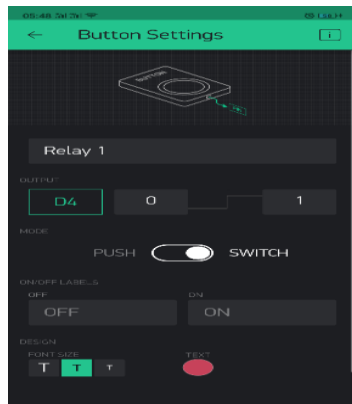 Button Settings
BUTTON
Relay 1
OUTPUT
D4 0 1
MODE
PUSH SWITCH
ON/OFF LABELS
OFF ON
OFF ON
DESIGN
FONT SIZE TEXT
T T T